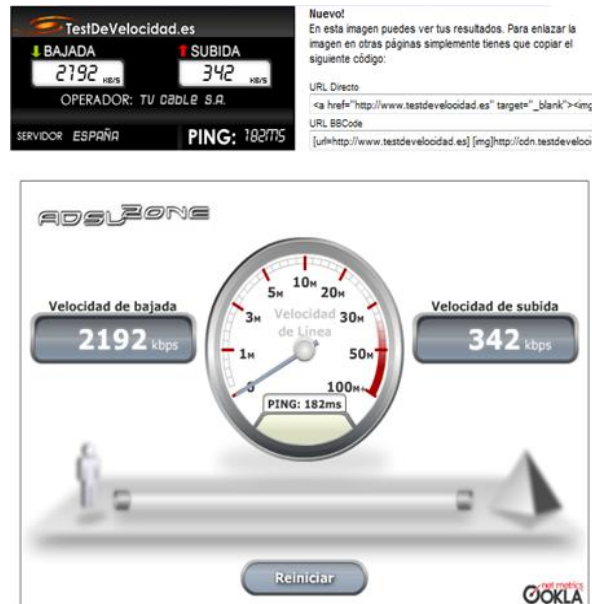 TestDeVelocidad.es
BAJADA
SUBIDA
2192 KB/S
342 KB/S
OPERADOR: TV CABLE S.A.
SERVIDOR ESPAÑA
PING: 182MS
Nuevo!
En esta imagen puedes ver tus resultados. Para enlazar la
imagen en otras páginas simplemente tienes que copiar el
siguiente código:
URL Directo
<a href="http://www.testdevelocidad.es" target="_blank"><img
URL BBCode
[url=http://www.testdevelocidad.es] [img]http://cdn.testdeveloci
ADSLZONE
Velocidad de bajada
2192 kbps
Velocidad de subida
342 kbps
Velocidad
de Línea
0
1M
3M
5M
10M
20M
30M
50M
100M+
PING: 182ms
Reiniciar
net metrics
OOKLA